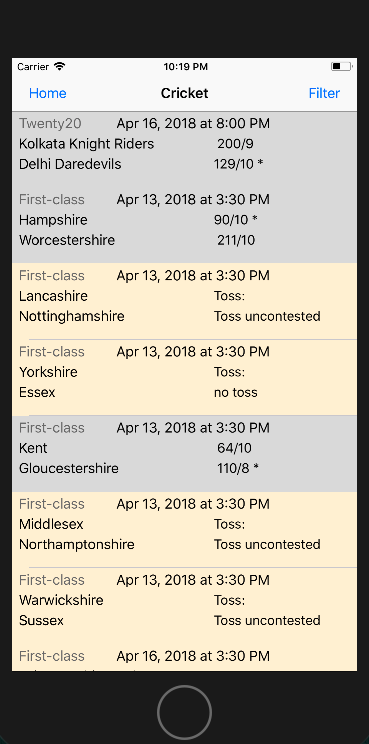 Carrier 10:19 PM
Home Cricket Filter
Twenty20 Apr 16, 2018 at 8:00 PM
Kolkata Knight Riders 200/9
Delhi Daredevils 129/10 *
First-class Apr 13, 2018 at 3:30 PM
Hampshire 90/10 *
Worcestershire 211/10
First-class Apr 13, 2018 at 3:30 PM
Lancashire Toss:
Nottinghamshire Toss uncontested
First-class Apr 13, 2018 at 3:30 PM
Yorkshire Toss:
Essex no toss
First-class Apr 13, 2018 at 3:30 PM
Kent 64/10
Gloucestershire 110/8 *
First-class Apr 13, 2018 at 3:30 PM
Middlesex Toss:
Northamptonshire Toss uncontested
First-class Apr 13, 2018 at 3:30 PM
Warwickshire Toss:
Sussex Toss uncontested
First-class Apr 16, 2018 at 3:30 PM